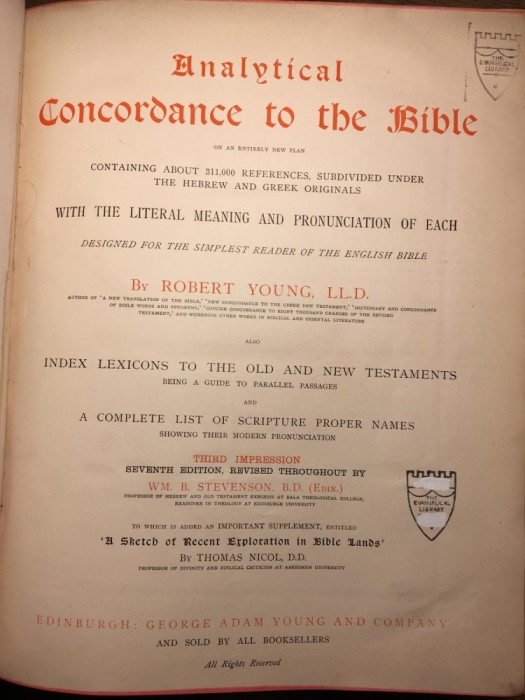 THE
EVANGELICAL
LIBRARY
Analytical
Concordance to the Bible
ON AN ENTIRELY NEW PLAN
CONTAINING ABOUT 311,000 REFERENCES, SUBDIVIDED UNDER
THE HEBREW AND GREEK ORIGINALS
WITH THE LITERAL MEANING AND PRONUNCIATION OF EACH
DESIGNED FOR THE SIMPLEST READER OF THE ENGLISH BIBLE
BY ROBERT YOUNG, LL.D.
AUTHOR OF 'A NEW TRANSLATION OF THE BIBLE,' 'NEW CONCORDANCE TO THE GREEK NEW TESTAMENT,' 'DICTIONARY AND CONCORDANCE
OF BIBLE WORDS AND SYNONYMS,' 'CONCISE CONCORDANCE TO EIGHT THOUSAND CHANGES OF THE REVISED
TESTAMENT,' AND NUMEROUS OTHER WORKS IN BIBLICAL AND ORIENTAL LITERATURE
ALSO
INDEX LEXICONS TO THE OLD AND NEW TESTAMENTS
BEING A GUIDE TO PARALLEL PASSAGES
AND
A COMPLETE LIST OF SCRIPTURE PROPER NAMES
SHOWING THEIR MODERN PRONUNCIATION
THIRD IMPRESSION
SEVENTH EDITION, REVISED THROUGHOUT BY
WM. B. STEVENSON, B.D. (EDIN.)
PROFESSOR OF HEBREW AND OLD TESTAMENT EXEGESIS AT BALA THEOLOGICAL COLLEGE,
EXAMINER IN THEOLOGY AT EDINBURGH UNIVERSITY
THE
EVANGELICAL
LIBRARY
TO WHICH IS ADDED AN IMPORTANT SUPPLEMENT, ENTITLED
'A Sketch of Recent Exploration in Bible Lands'
BY THOMAS NICOL, D.D.
PROFESSOR OF DIVINITY AND BIBLICAL CRITICISM AT ABERDEEN UNIVERSITY
EDINBURGH: GEORGE ADAM YOUNG AND COMPANY
AND SOLD BY ALL BOOKSELLERS
All Rights Reserved